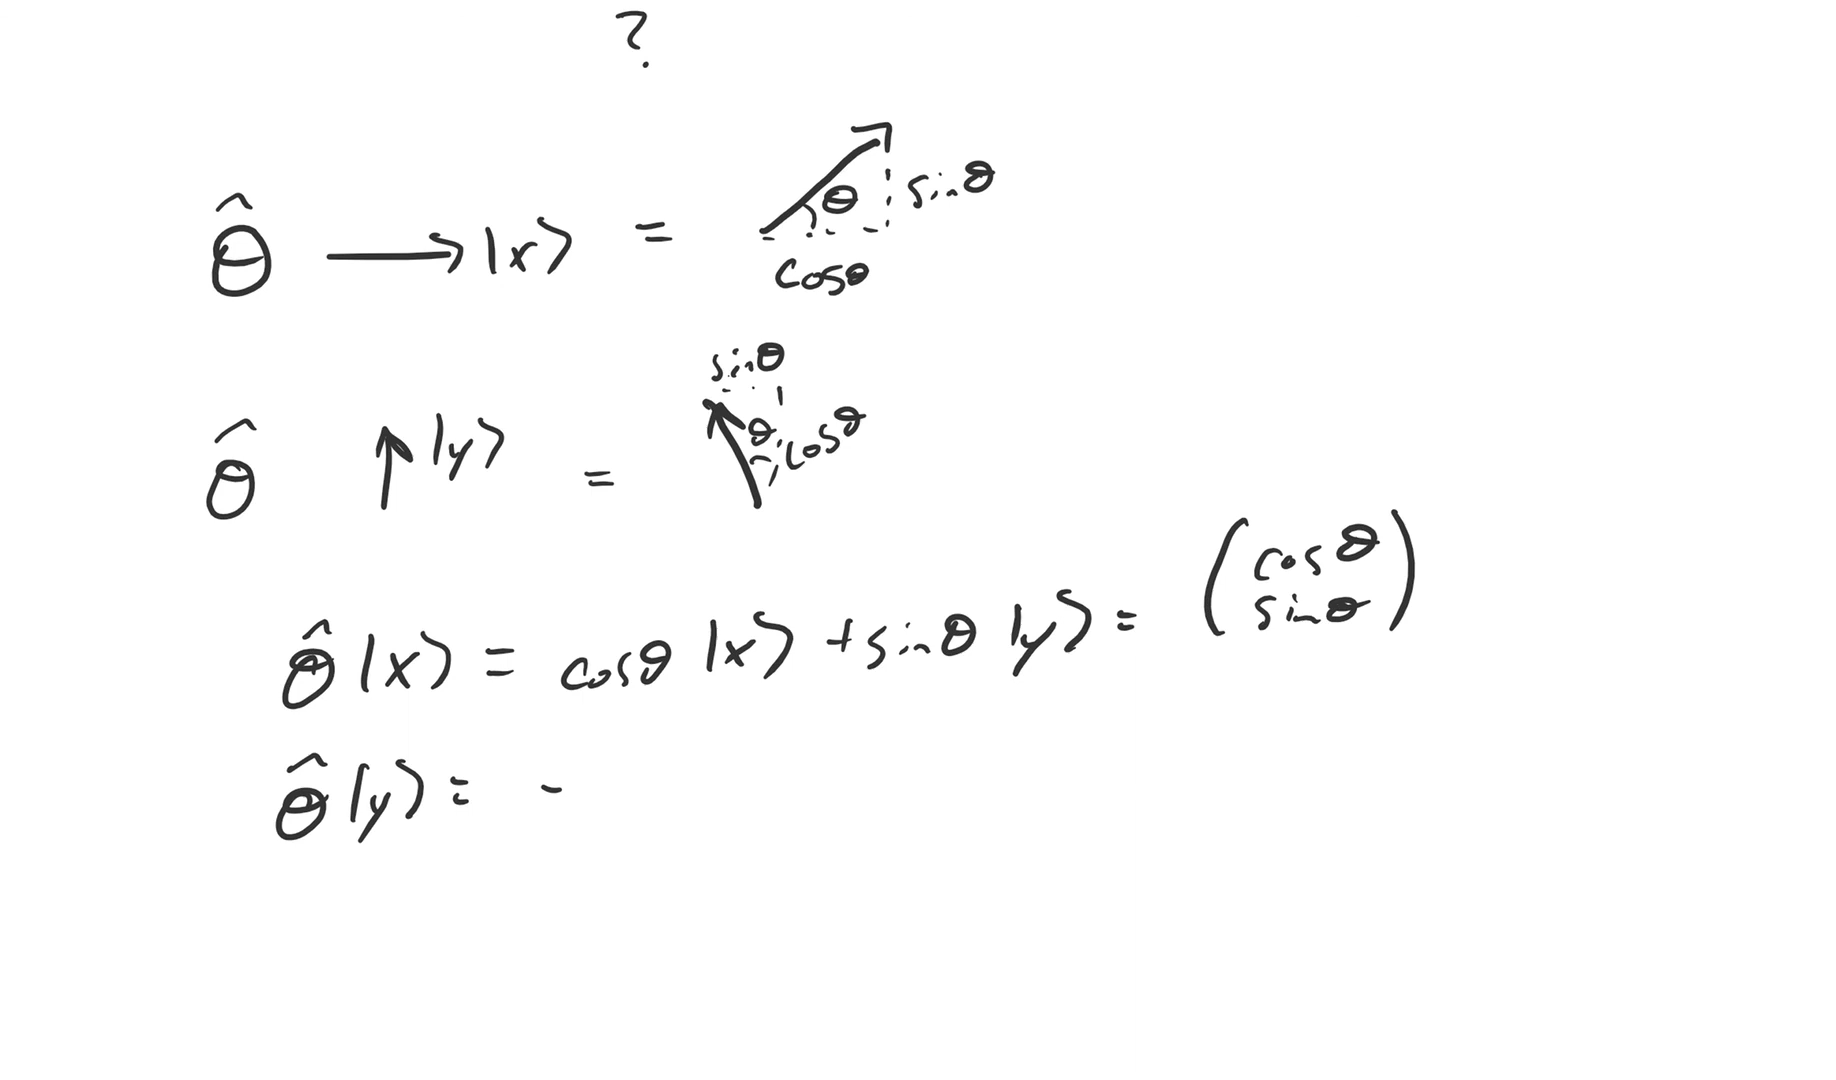 ?
θ̂ → |x⟩ = θ sinθ
cosθ
sinθ
θ̂ ↑ |y⟩ = θ cosθ
θ̂ |x⟩ = cosθ |x⟩ + sinθ |y⟩ = (cosθ
sinθ)
θ̂ |y⟩ = -